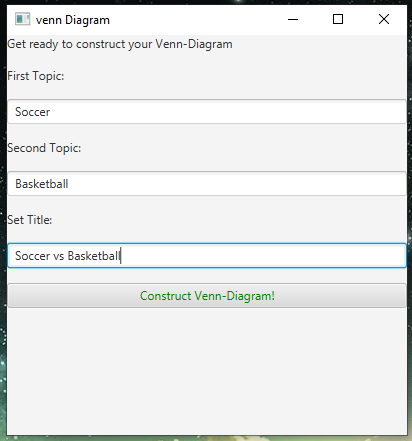 venn Diagram
Get ready to construct your Venn-Diagram
First Topic:
Soccer
Second Topic:
Basketball
Set Title:
Soccer vs Basketball
Construct Venn-Diagram!